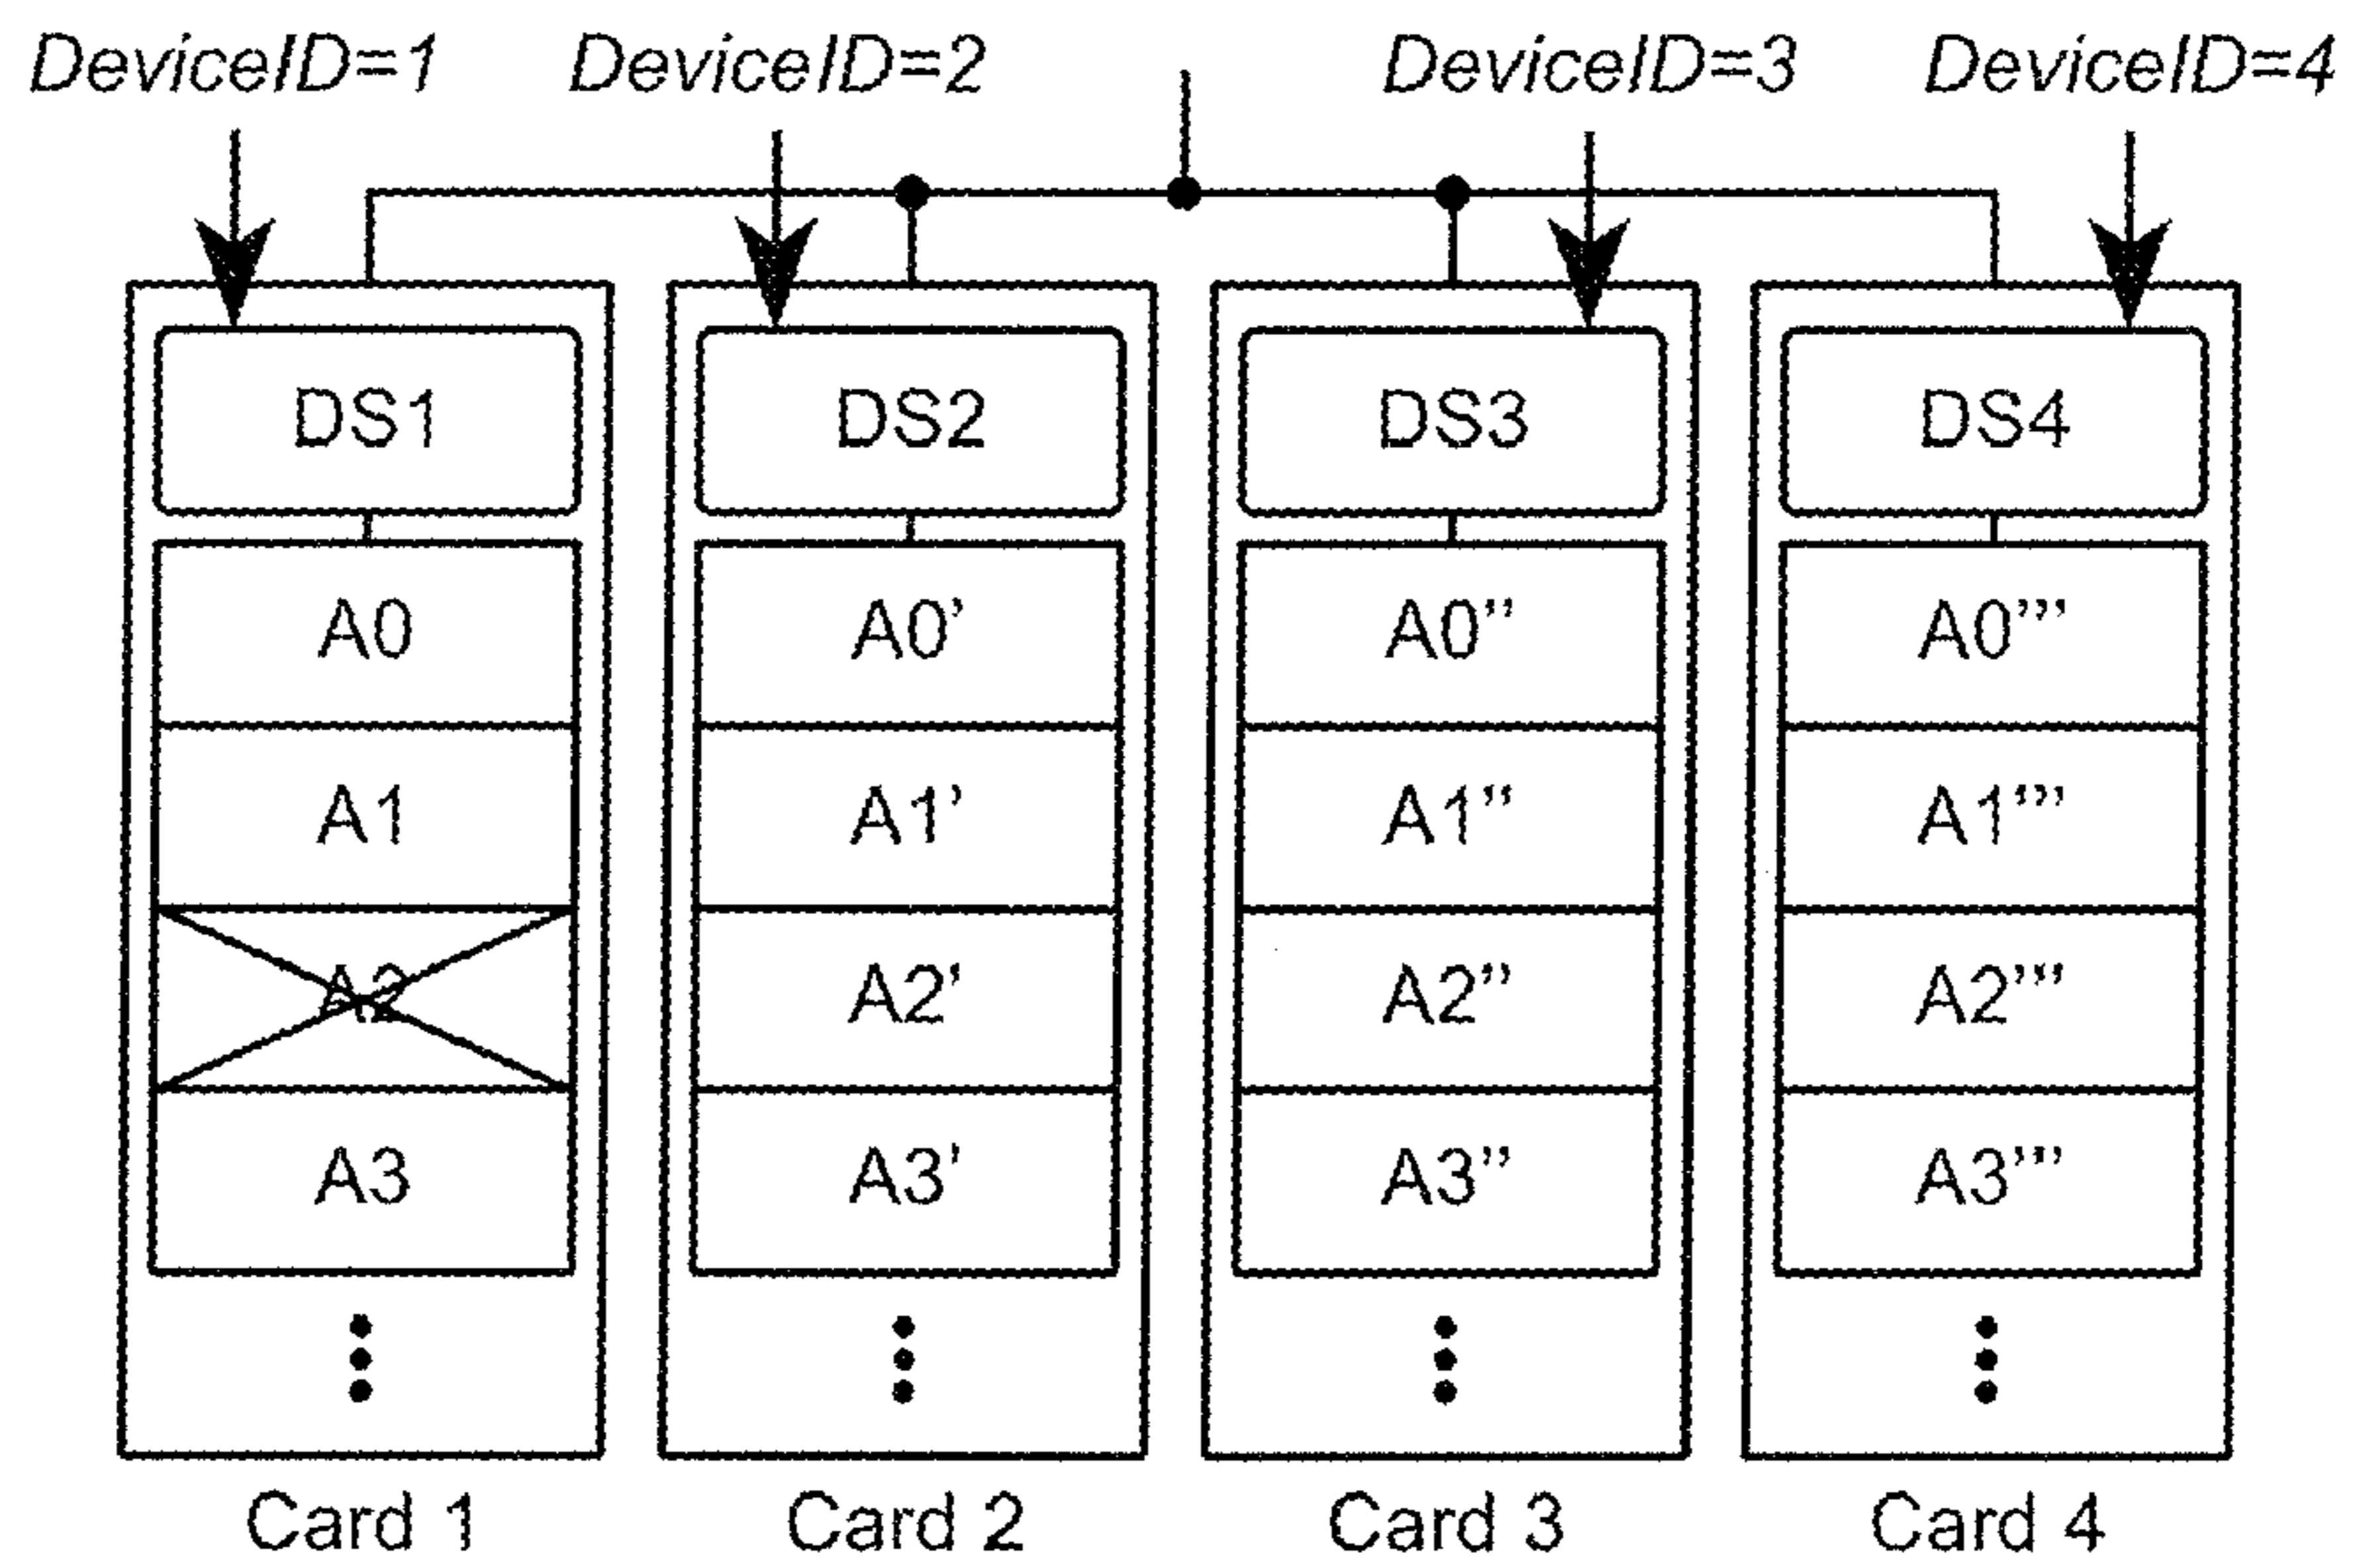 DeviceID=1 DeviceID=2 DeviceID=3 DeviceID=4
DS1 DS2 DS3 DS4
A0 A0’ A0’’ A0’’’
A1 A1’ A1’’ A1’’’
A2 A2’ A2’’ A2’’’
A3 A3’ A3’’ A3’’’
Card 1 Card 2 Card 3 Card 4